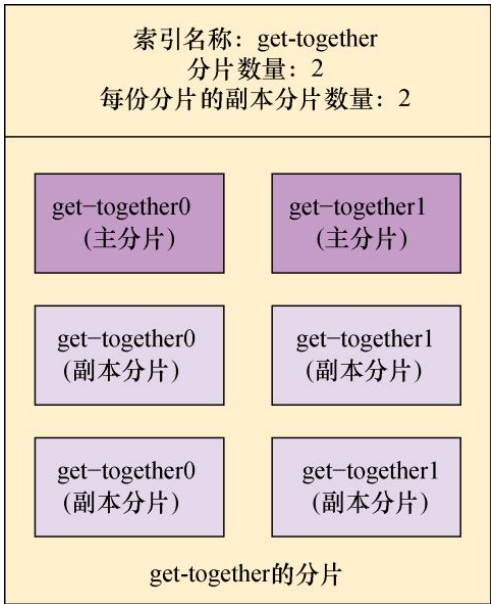 索引名称：get-together
分片数量：2
每份分片的副本分片数量：2
get-together0
(主分片)
get-together1
(主分片)
get-together0
(副本分片)
get-together1
(副本分片)
get-together0
(副本分片)
get-together1
(副本分片)
get-together的分片